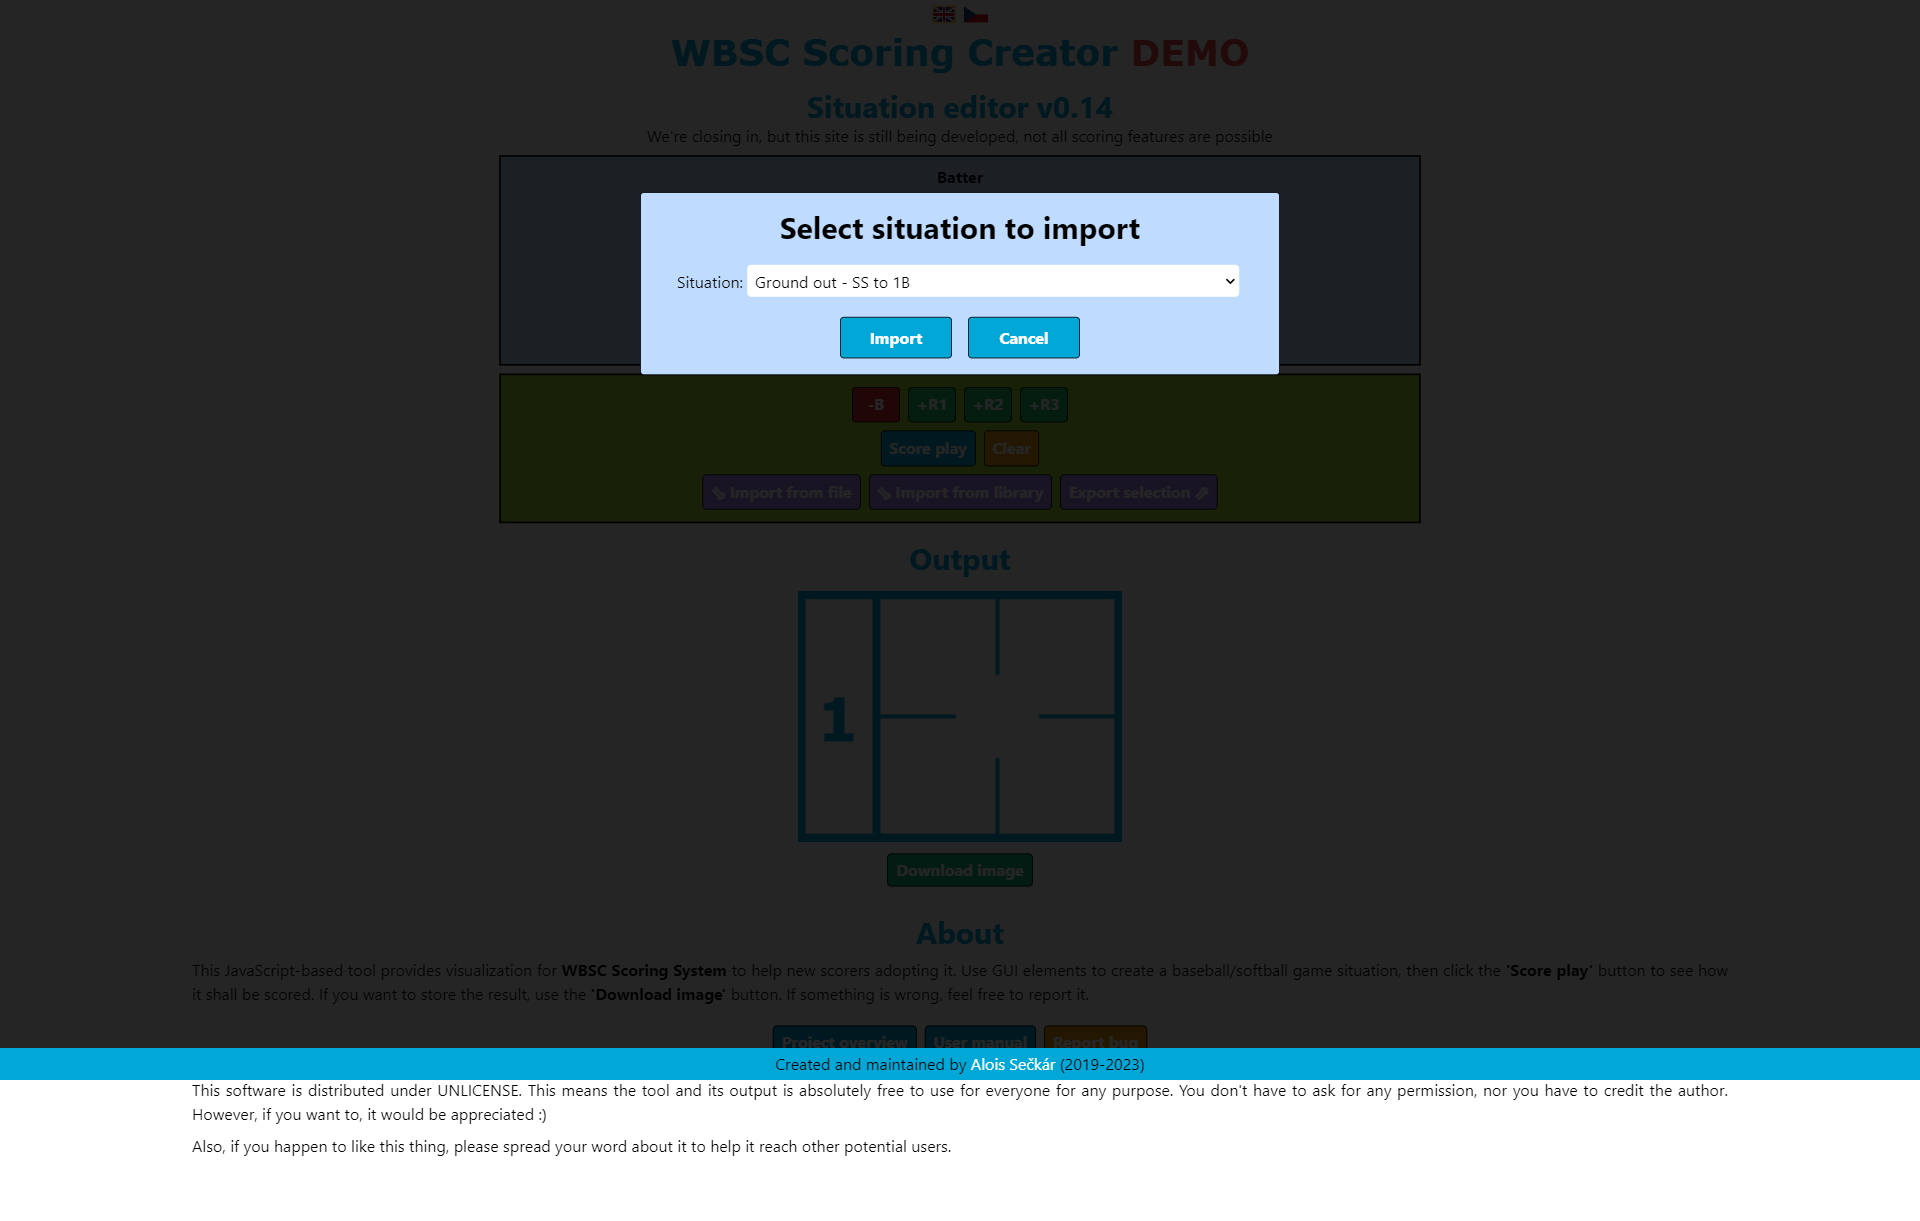 WBSC Scoring Creator DEMO
Situation editor v0.14
We're closing in, but this site is still being developed, not all scoring features are possible
Batter
Select situation to import
Situation: Ground out - SS to 1B
Import Cancel
-B +R1 +R2 +R3
Score play Clear
Import from file Import from library Export selection
Output
1
Download image
About
This JavaScript-based tool provides visualization for WBSC Scoring System to help new scorers adopting it. Use GUI elements to create a baseball/softball game situation, then click the 'Score play' button to see how
it shall be scored. If you want to store the result, use the 'Download image' button. If something is wrong, feel free to report it.
Project overview User manual Report bug
Created and maintained by Alois Sečkár (2019-2023)
This software is distributed under UNLICENSE. This means the tool and its output is absolutely free to use for everyone for any purpose. You don't have to ask for any permission, nor you have to credit the author.
However, if you want to, it would be appreciated :)
Also, if you happen to like this thing, please spread your word about it to help it reach other potential users.